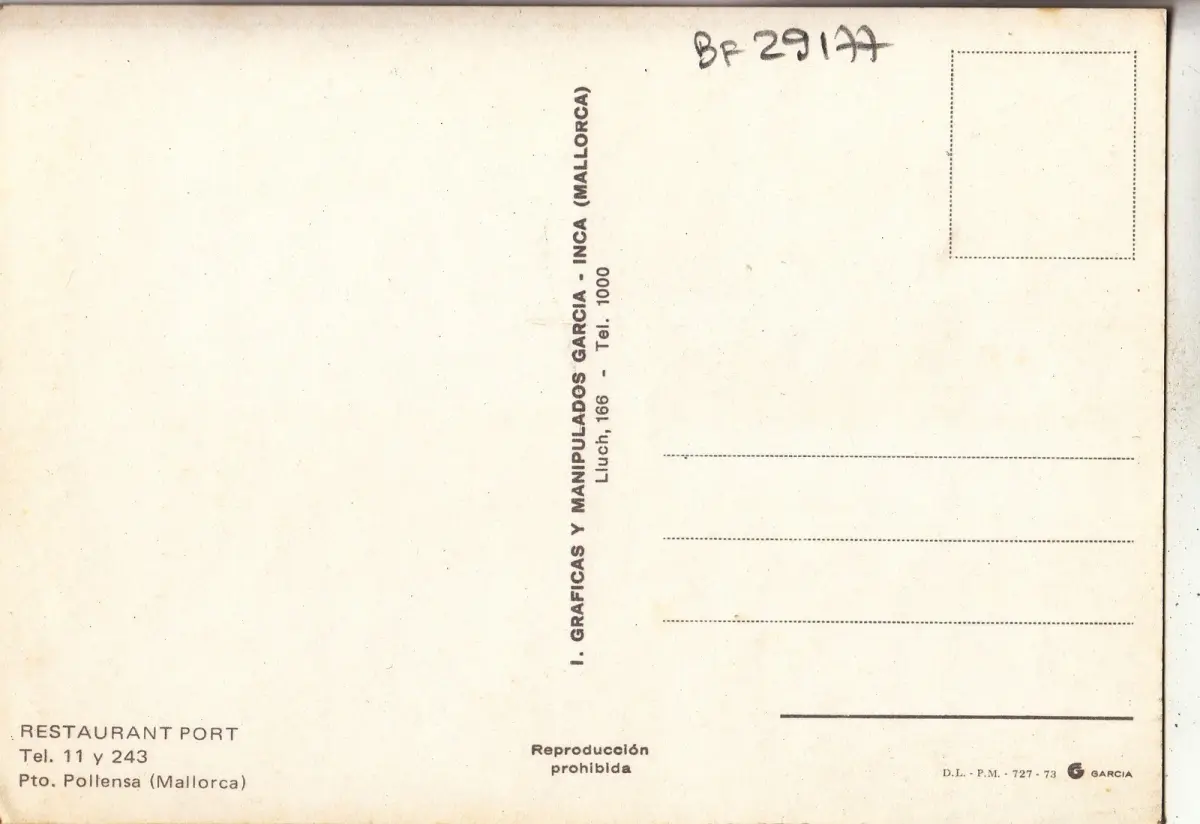 BF 29177
I. GRAFICAS Y MANIPULADOS GARCIA - INCA (MALLORCA)
Lluch, 166 - Tel. 1000
RESTAURANT PORT
Tel. 11 y 243
Pto. Pollensa (Mallorca)
Reproducción
prohibida
D.L. - P.M. - 727 - 73 G GARCIA